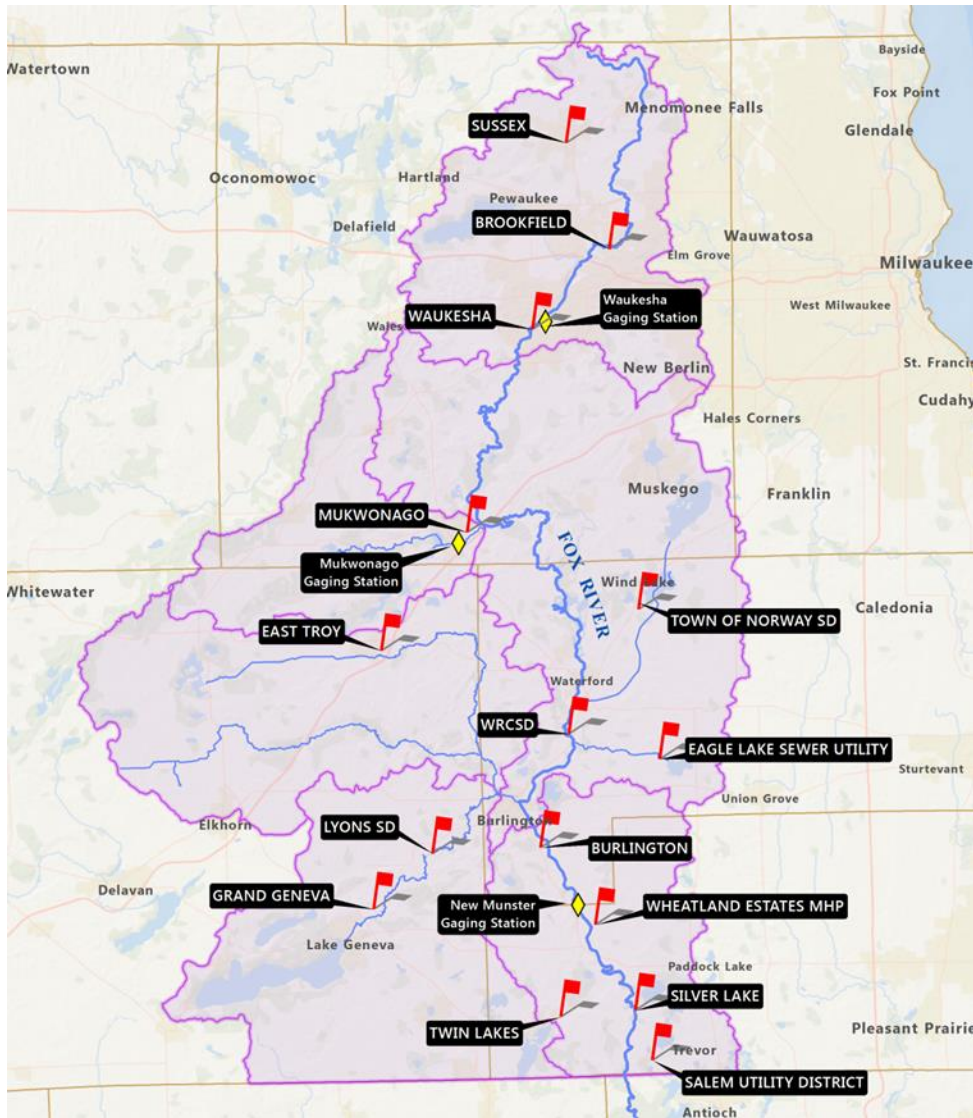 Bayside
Watertown
Fox Point
Menomonee Falls
SUSSEX
Glendale
Oconomowoc
Hartland
Pewaukee
Delafield
BROOKFIELD
Wauwatosa
Elm Grove
Milwaukee
WAUKESHA
Waukesha
Gaging Station
West Milwaukee
Wales
New Berlin
St. Francis
Cudahy
Hales Corners
Muskego
Franklin
MUKWONAGO
FOX RIVER
Mukwonago
Gaging Station
Whitewater
Wind Lake
Caledonia
TOWN OF NORWAY SD
EAST TROY
Waterford
WRCSD
EAGLE LAKE SEWER UTILITY
Sturtevant
Union Grove
Elkhorn
LYONS SD
Burlington
BURLINGTON
Delavan
GRAND GENEVA
New Munster
Gaging Station
WHEATLAND ESTATES MHP
Lake Geneva
Paddock Lake
SILVER LAKE
TWIN LAKES
Pleasant Prairie
Trevor
SALEM UTILITY DISTRICT
Antioch